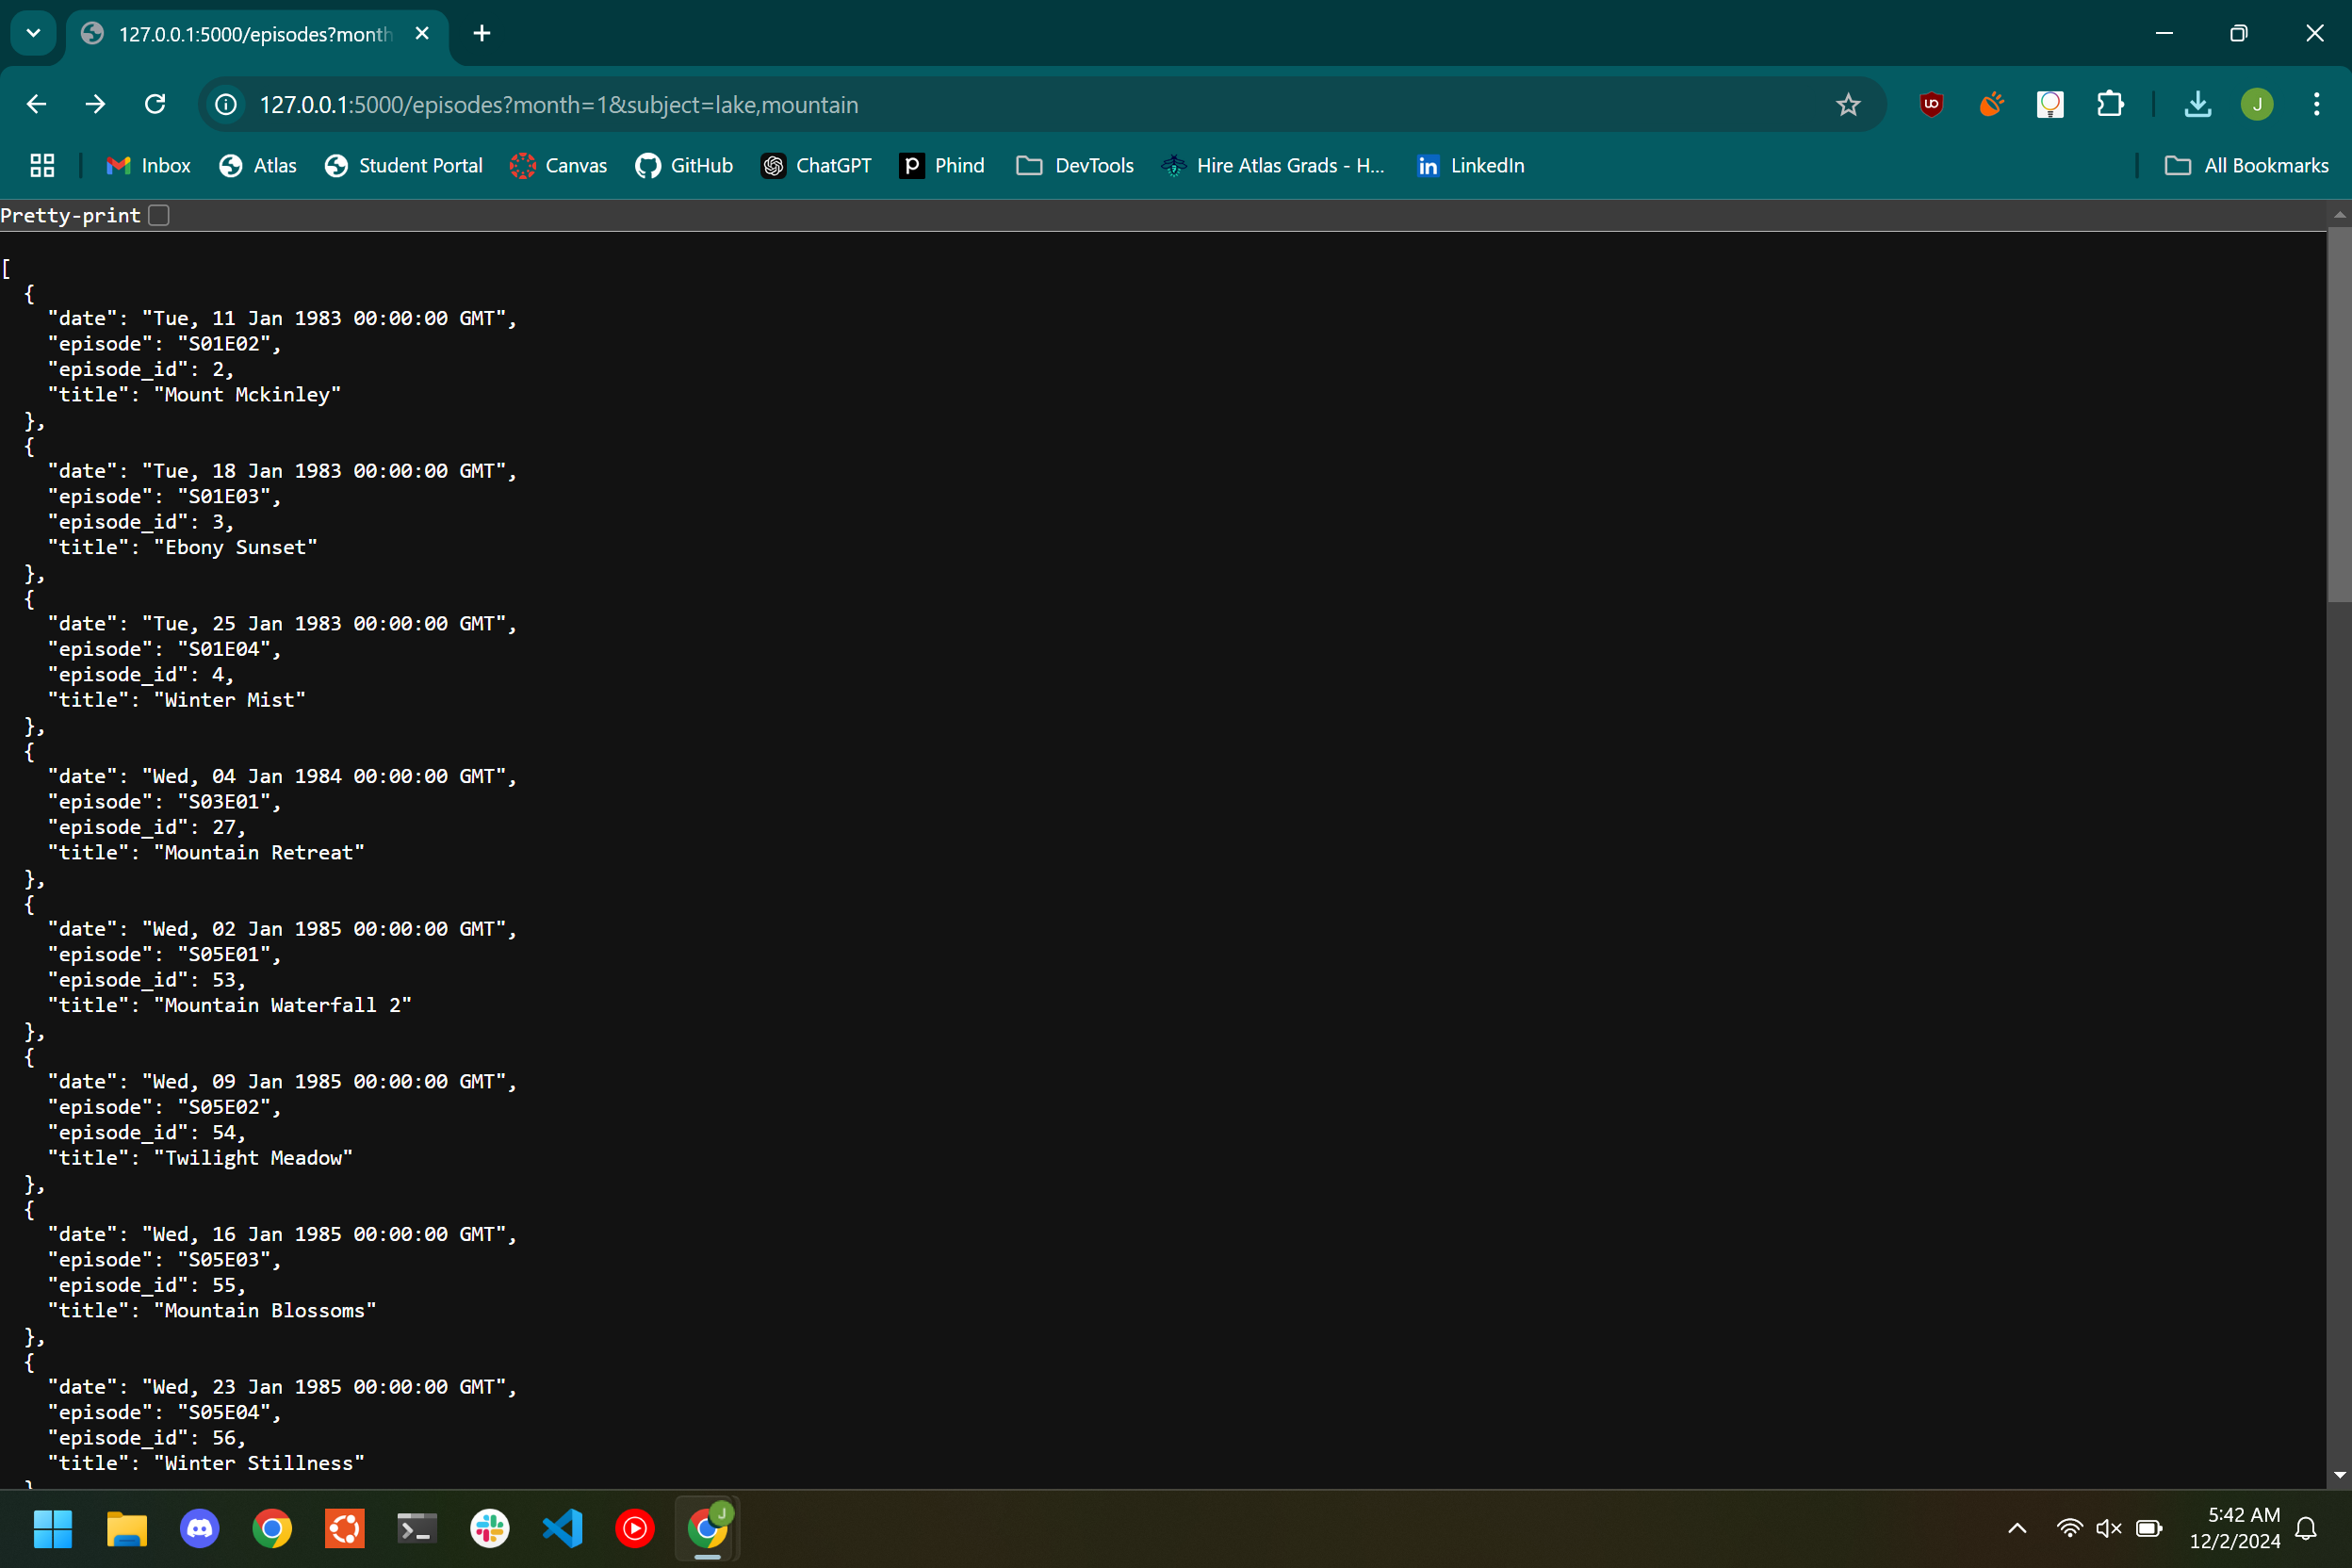 127.0.0.1:5000/episodes?month
127.0.0.1:5000/episodes?month=1&subject=lake,mountain
J
Inbox
Atlas
Student Portal
Canvas
GitHub
ChatGPT
Phind
DevTools
Hire Atlas Grads - H...
LinkedIn
All Bookmarks
Pretty-print
[
{
"date": "Tue, 11 Jan 1983 00:00:00 GMT",
"episode": "S01E02",
"episode_id": 2,
"title": "Mount Mckinley"
},
{
"date": "Tue, 18 Jan 1983 00:00:00 GMT",
"episode": "S01E03",
"episode_id": 3,
"title": "Ebony Sunset"
},
{
"date": "Tue, 25 Jan 1983 00:00:00 GMT",
"episode": "S01E04",
"episode_id": 4,
"title": "Winter Mist"
},
{
"date": "Wed, 04 Jan 1984 00:00:00 GMT",
"episode": "S03E01",
"episode_id": 27,
"title": "Mountain Retreat"
},
{
"date": "Wed, 02 Jan 1985 00:00:00 GMT",
"episode": "S05E01",
"episode_id": 53,
"title": "Mountain Waterfall 2"
},
{
"date": "Wed, 09 Jan 1985 00:00:00 GMT",
"episode": "S05E02",
"episode_id": 54,
"title": "Twilight Meadow"
},
{
"date": "Wed, 16 Jan 1985 00:00:00 GMT",
"episode": "S05E03",
"episode_id": 55,
"title": "Mountain Blossoms"
},
{
"date": "Wed, 23 Jan 1985 00:00:00 GMT",
"episode": "S05E04",
"episode_id": 56,
"title": "Winter Stillness"
}
J
5:42 AM
12/2/2024